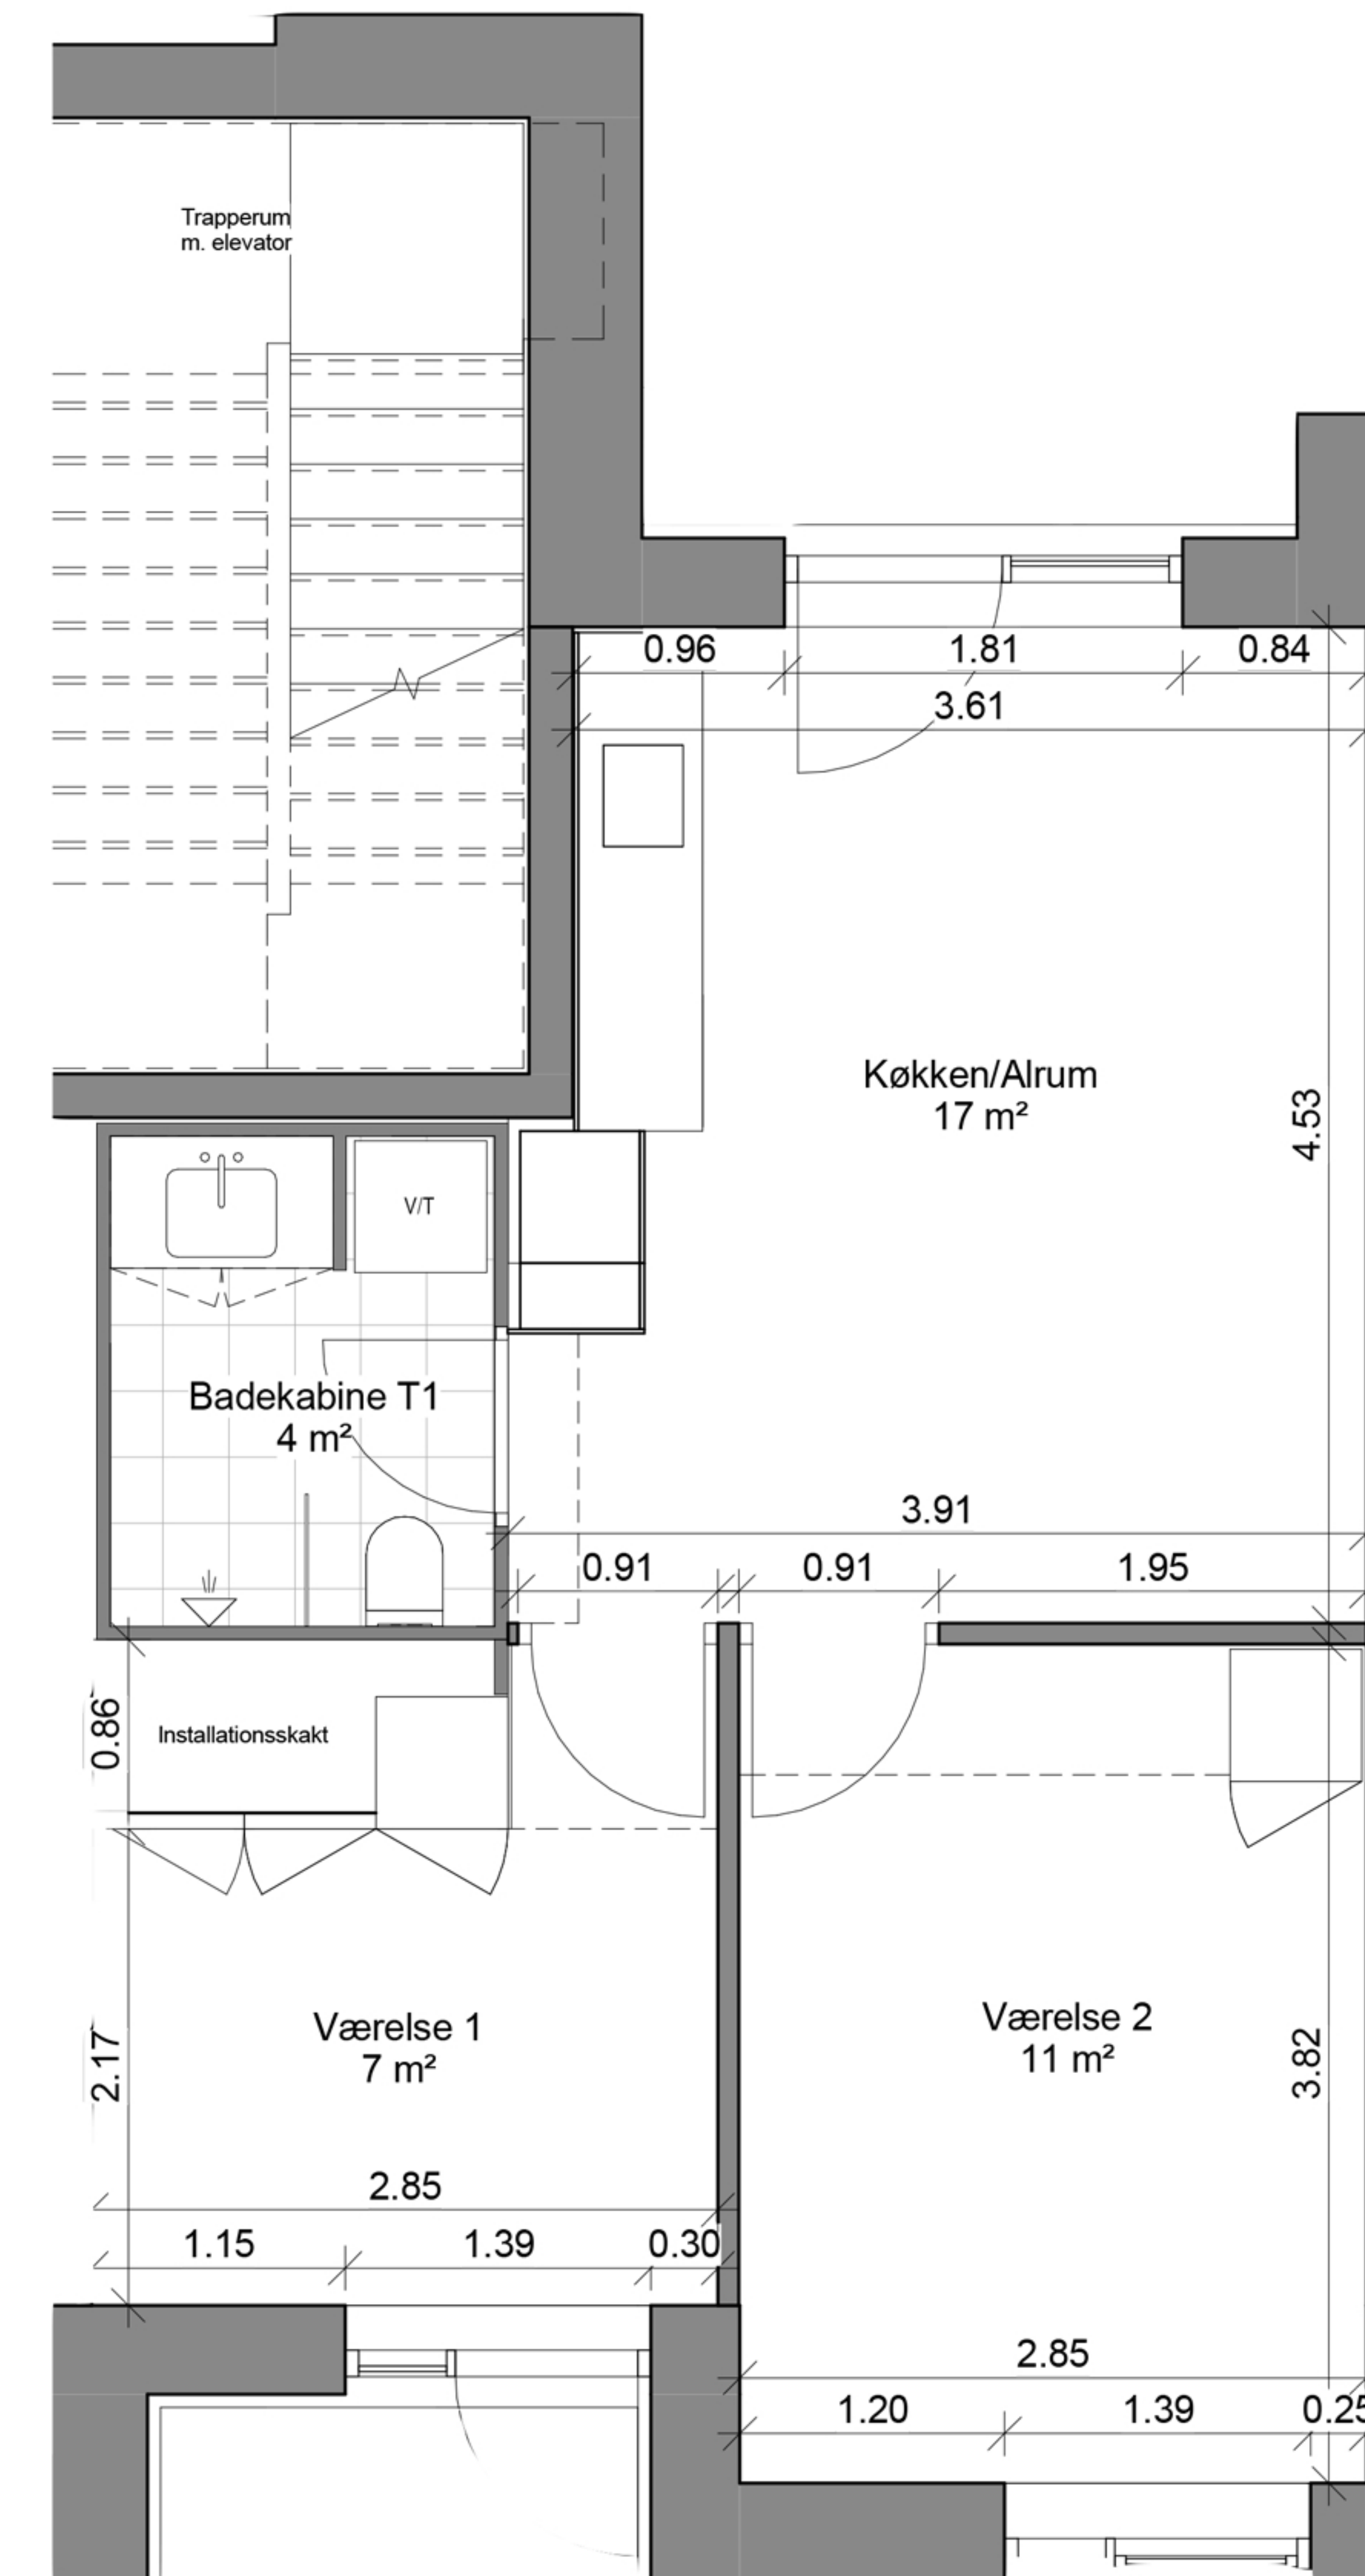 Trapperum
m. elevator
0.96
1.81
0.84
3.61
Køkken/Alrum
17 m²
4.53
V/T
Badekabine T1
4 m²
3.91
0.91
0.91
1.95
0.86
Installationsskakt
Værelse 1
7 m²
Værelse 2
11 m²
2.17
3.82
2.85
1.15
1.39
0.30
2.85
1.20
1.39
0.25